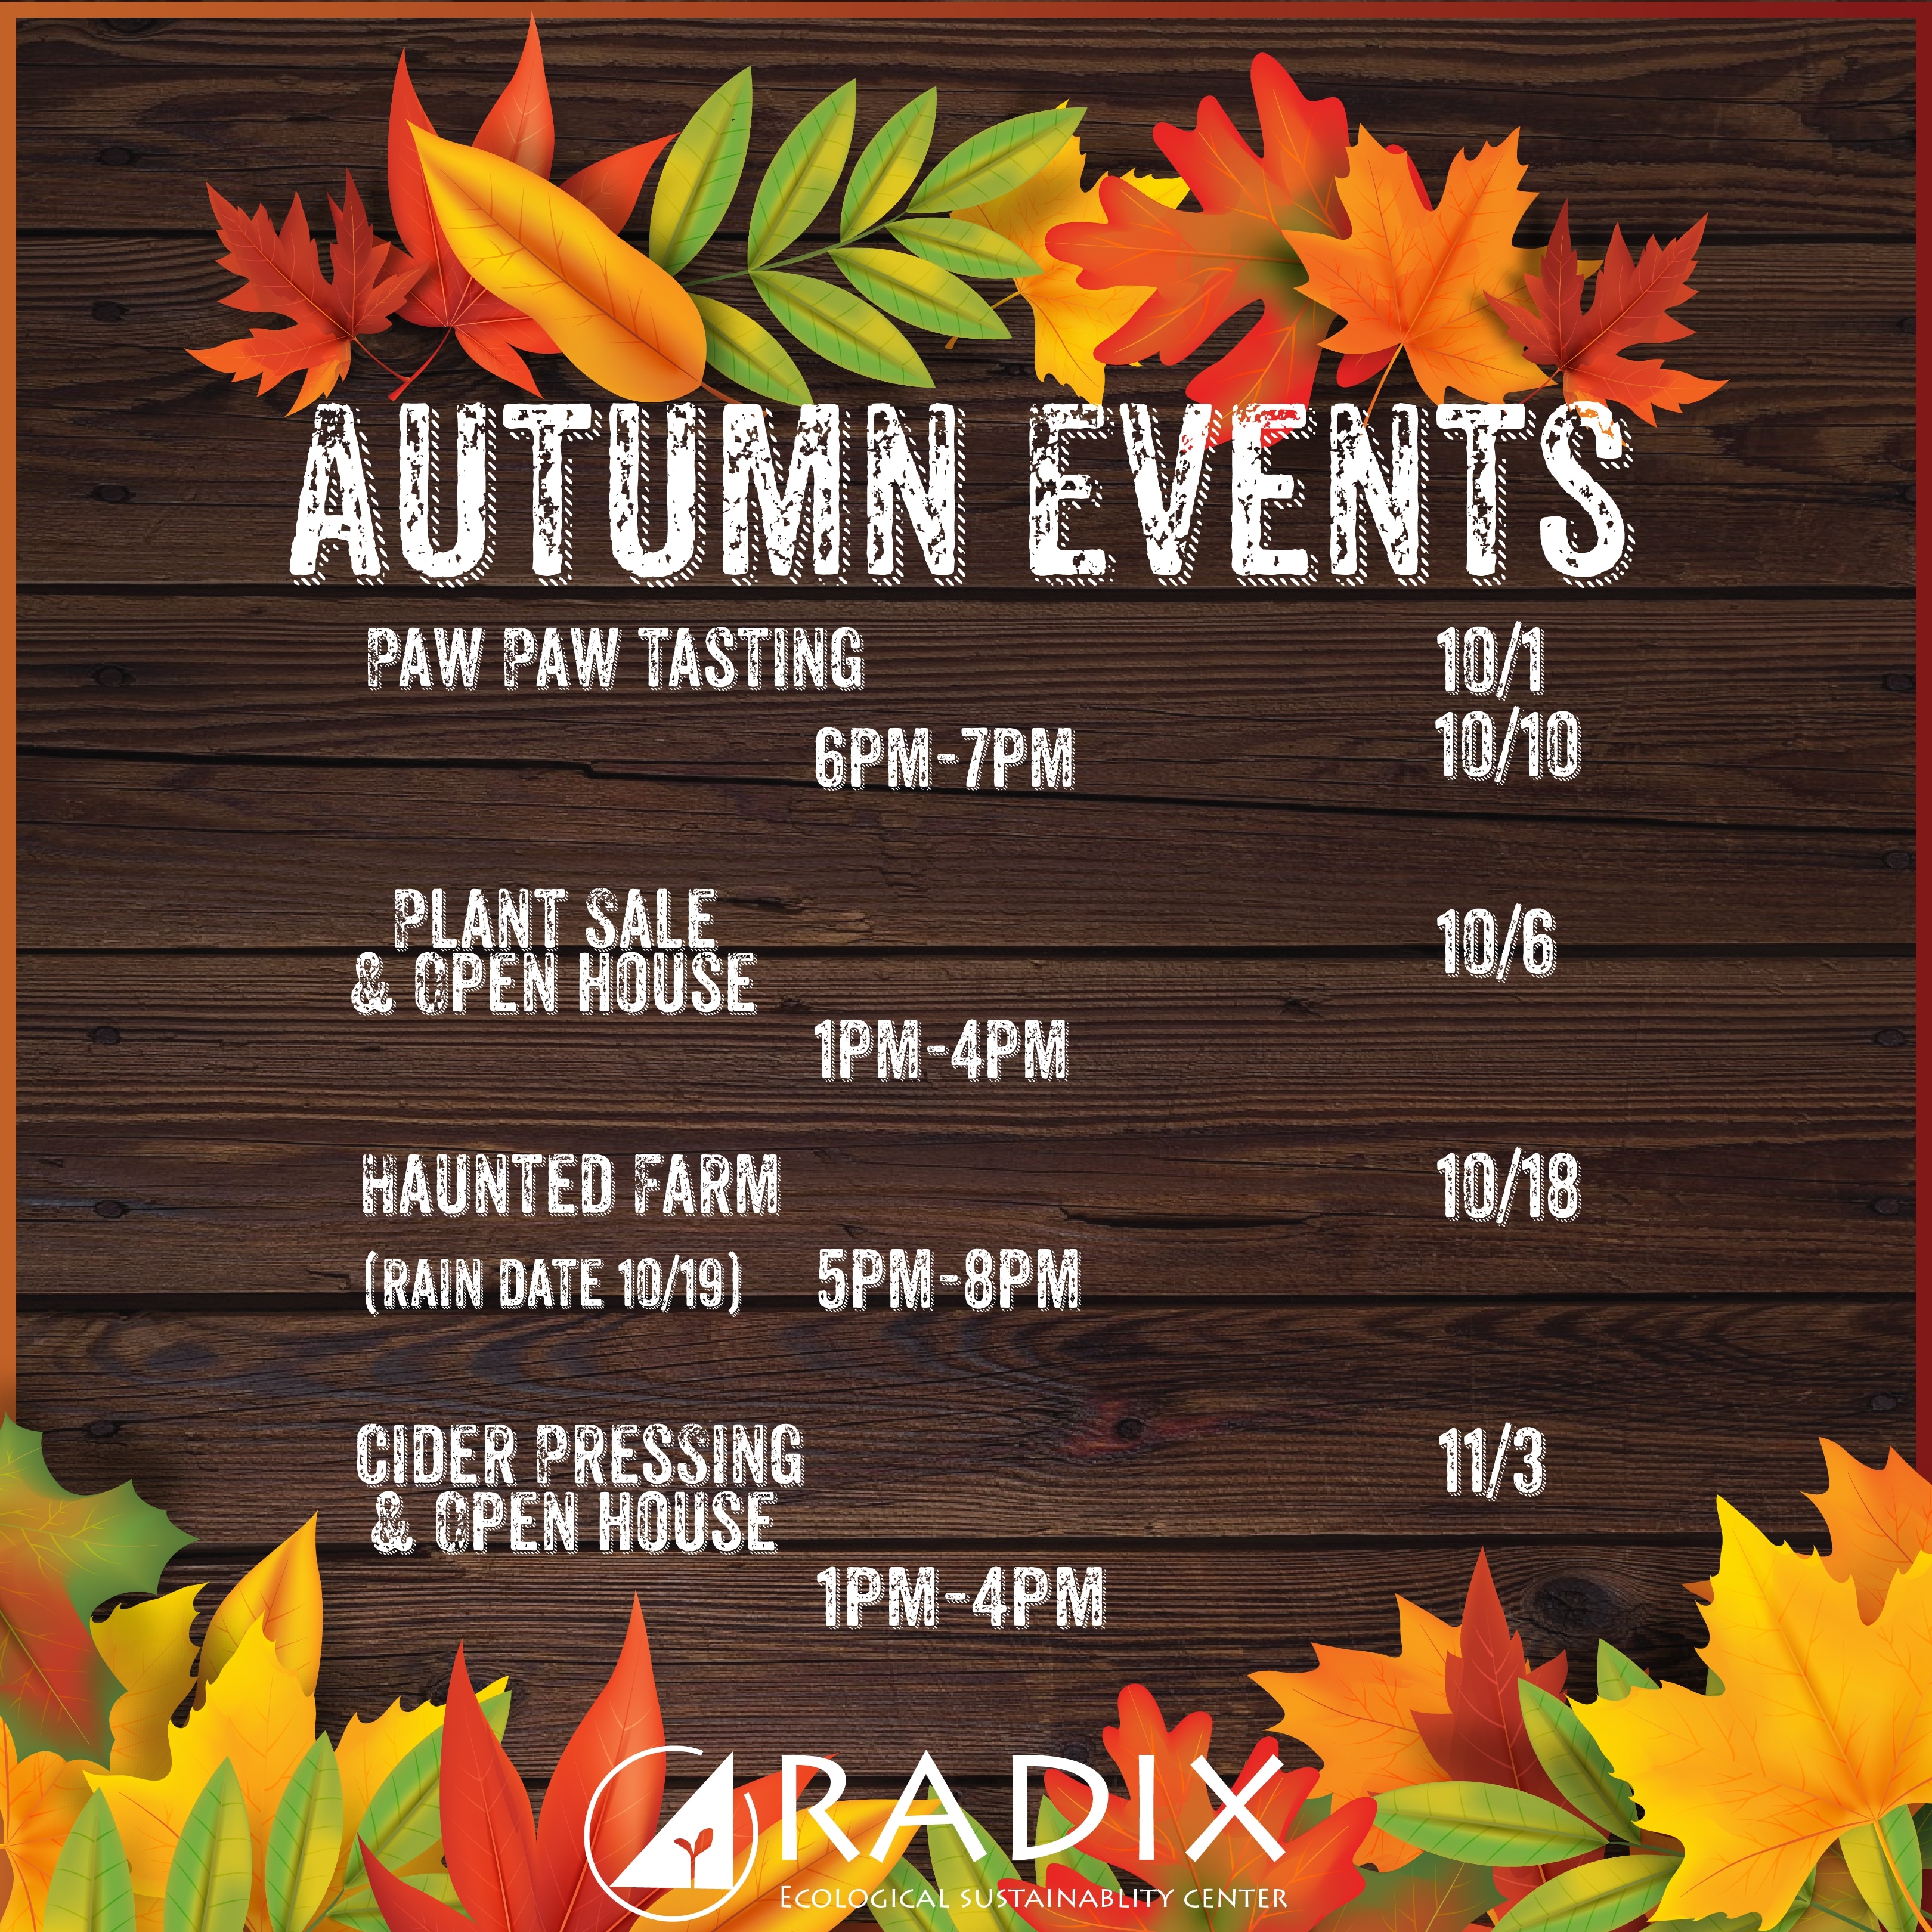 AUTUMN EVENTS
PAW PAW TASTING 10/1
10/10
6PM-7PM
PLANT SALE
& OPEN HOUSE
10/6
1PM-4PM
HAUNTED FARM 10/18
(RAIN DATE 10/19) 5PM-8PM
CIDER PRESSING
& OPEN HOUSE
11/3
1PM-4PM
RADIX
ECOLOGICAL SUSTAINABLITY CENTER